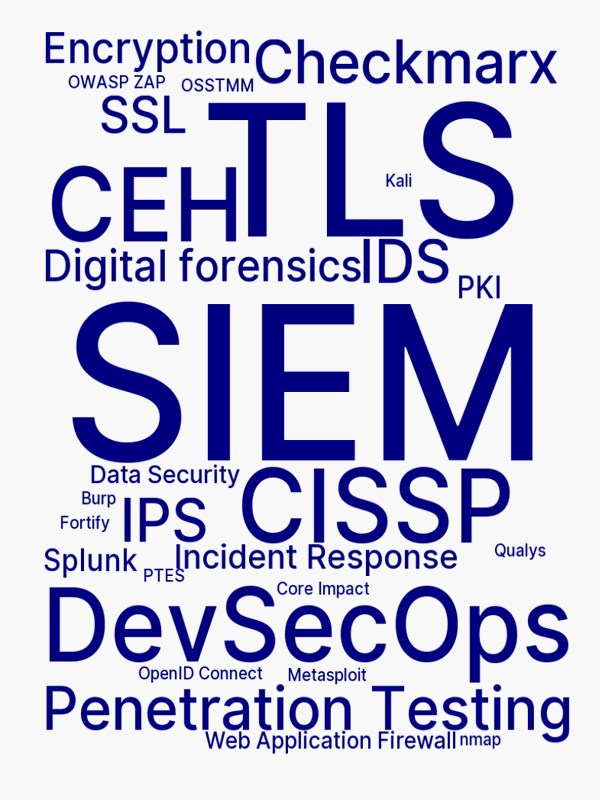 Encryption
Checkmarx
OWASP ZAP
OSSTMM
SSL
TLS
CEH
Kali
Digital forensics
IDS
PKI
SIEM
Data Security
CISSP
Burp
IPS
Fortify
Splunk
Incident Response
Qualys
PTES
Core Impact
DevSecOps
OpenID Connect
Metasploit
Penetration Testing
Web Application Firewall
nmap